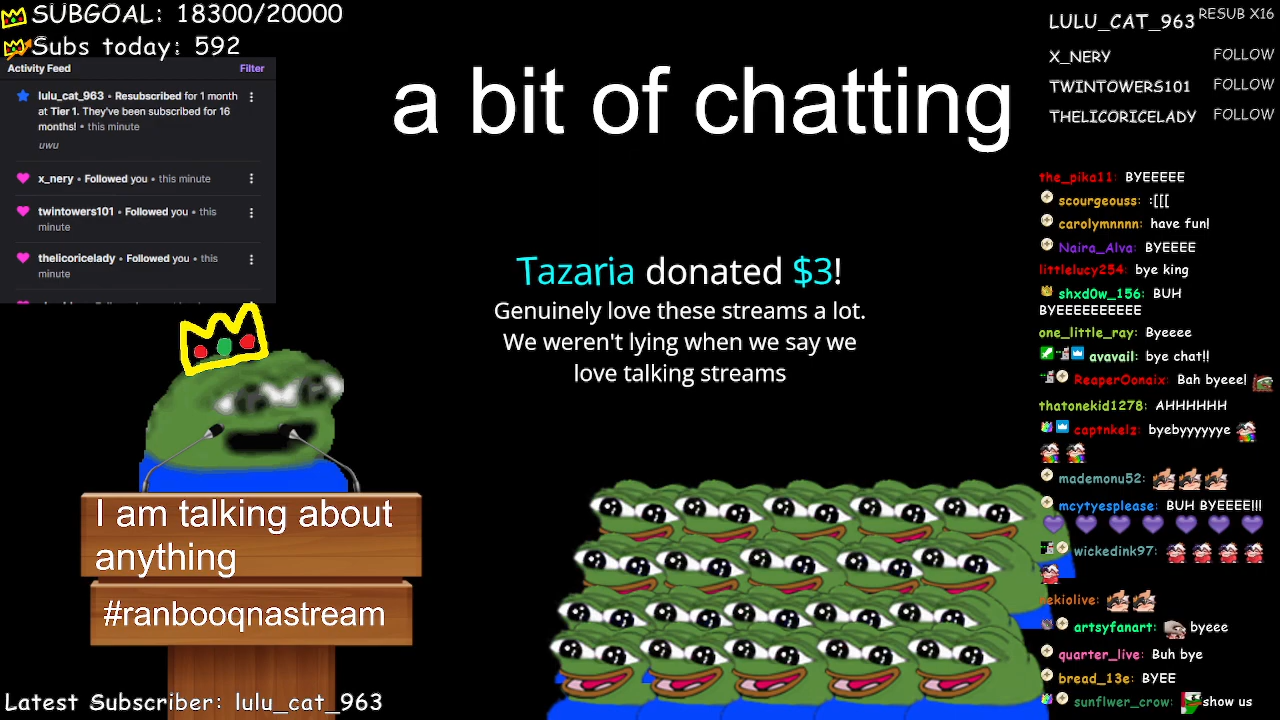 SUBGOAL: 18300/20000
Subs today: 592
Activity Feed
Filter
lulu_cat_963 • Resubscribed for 1 month
at Tier 1. They've been subscribed for 16
months! • this minute
uwu
x_nery • Followed you • this minute
twintowers101 • Followed you • this
minute
thelicoricelady • Followed you • this
minute
a bit of chatting
Tazaria donated $3!
Genuinely love these streams a lot.
We weren't lying when we say we
love talking streams
I am talking about
anything
#ranbooqnastream
Latest Subscriber: lulu_cat_963
LULU_CAT_963 RESUB X16
X_NERY FOLLOW
TWINTOWERS101 FOLLOW
THELICORICELADY FOLLOW
the_pika11: BYEEEEE
scourgeouss: :[[[
carolymnnnn: have fun!
Naira_Alva: BYEEEE
littlelucy254: bye king
shxd0w_156: BUH
BYEEEEEEEEEE
one_little_ray: Byeeee
avavail: bye chat!!
ReaperOonaix: Bah byeee!
thatonekid1278: AHHHHHH
captnkelz: byebyyyyyye
mademonu52:
mcytyesplease: BUH BYEEEE!!!
wickedink97:
nekiolive:
artsyfanart: byeee
quarter_live: Buh bye
bread_13e: BYEE
sunflwer_crow: show us